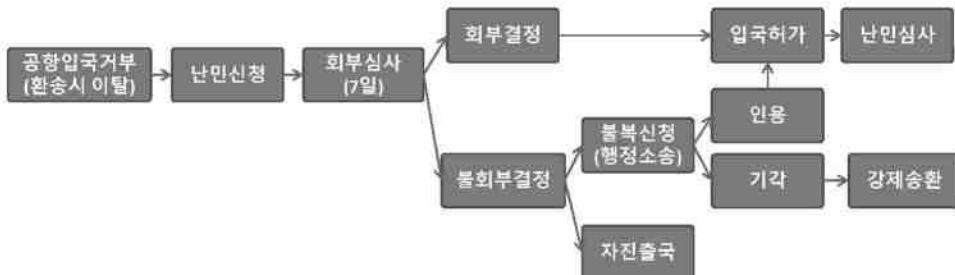 공항입국거부
(환송시 이탈)
난민신청
회부심사
(7일)
회부결정
입국허가
난민심사
불회부결정
불복신청
(행정소송)
인용
기각
강제송환
자진출국